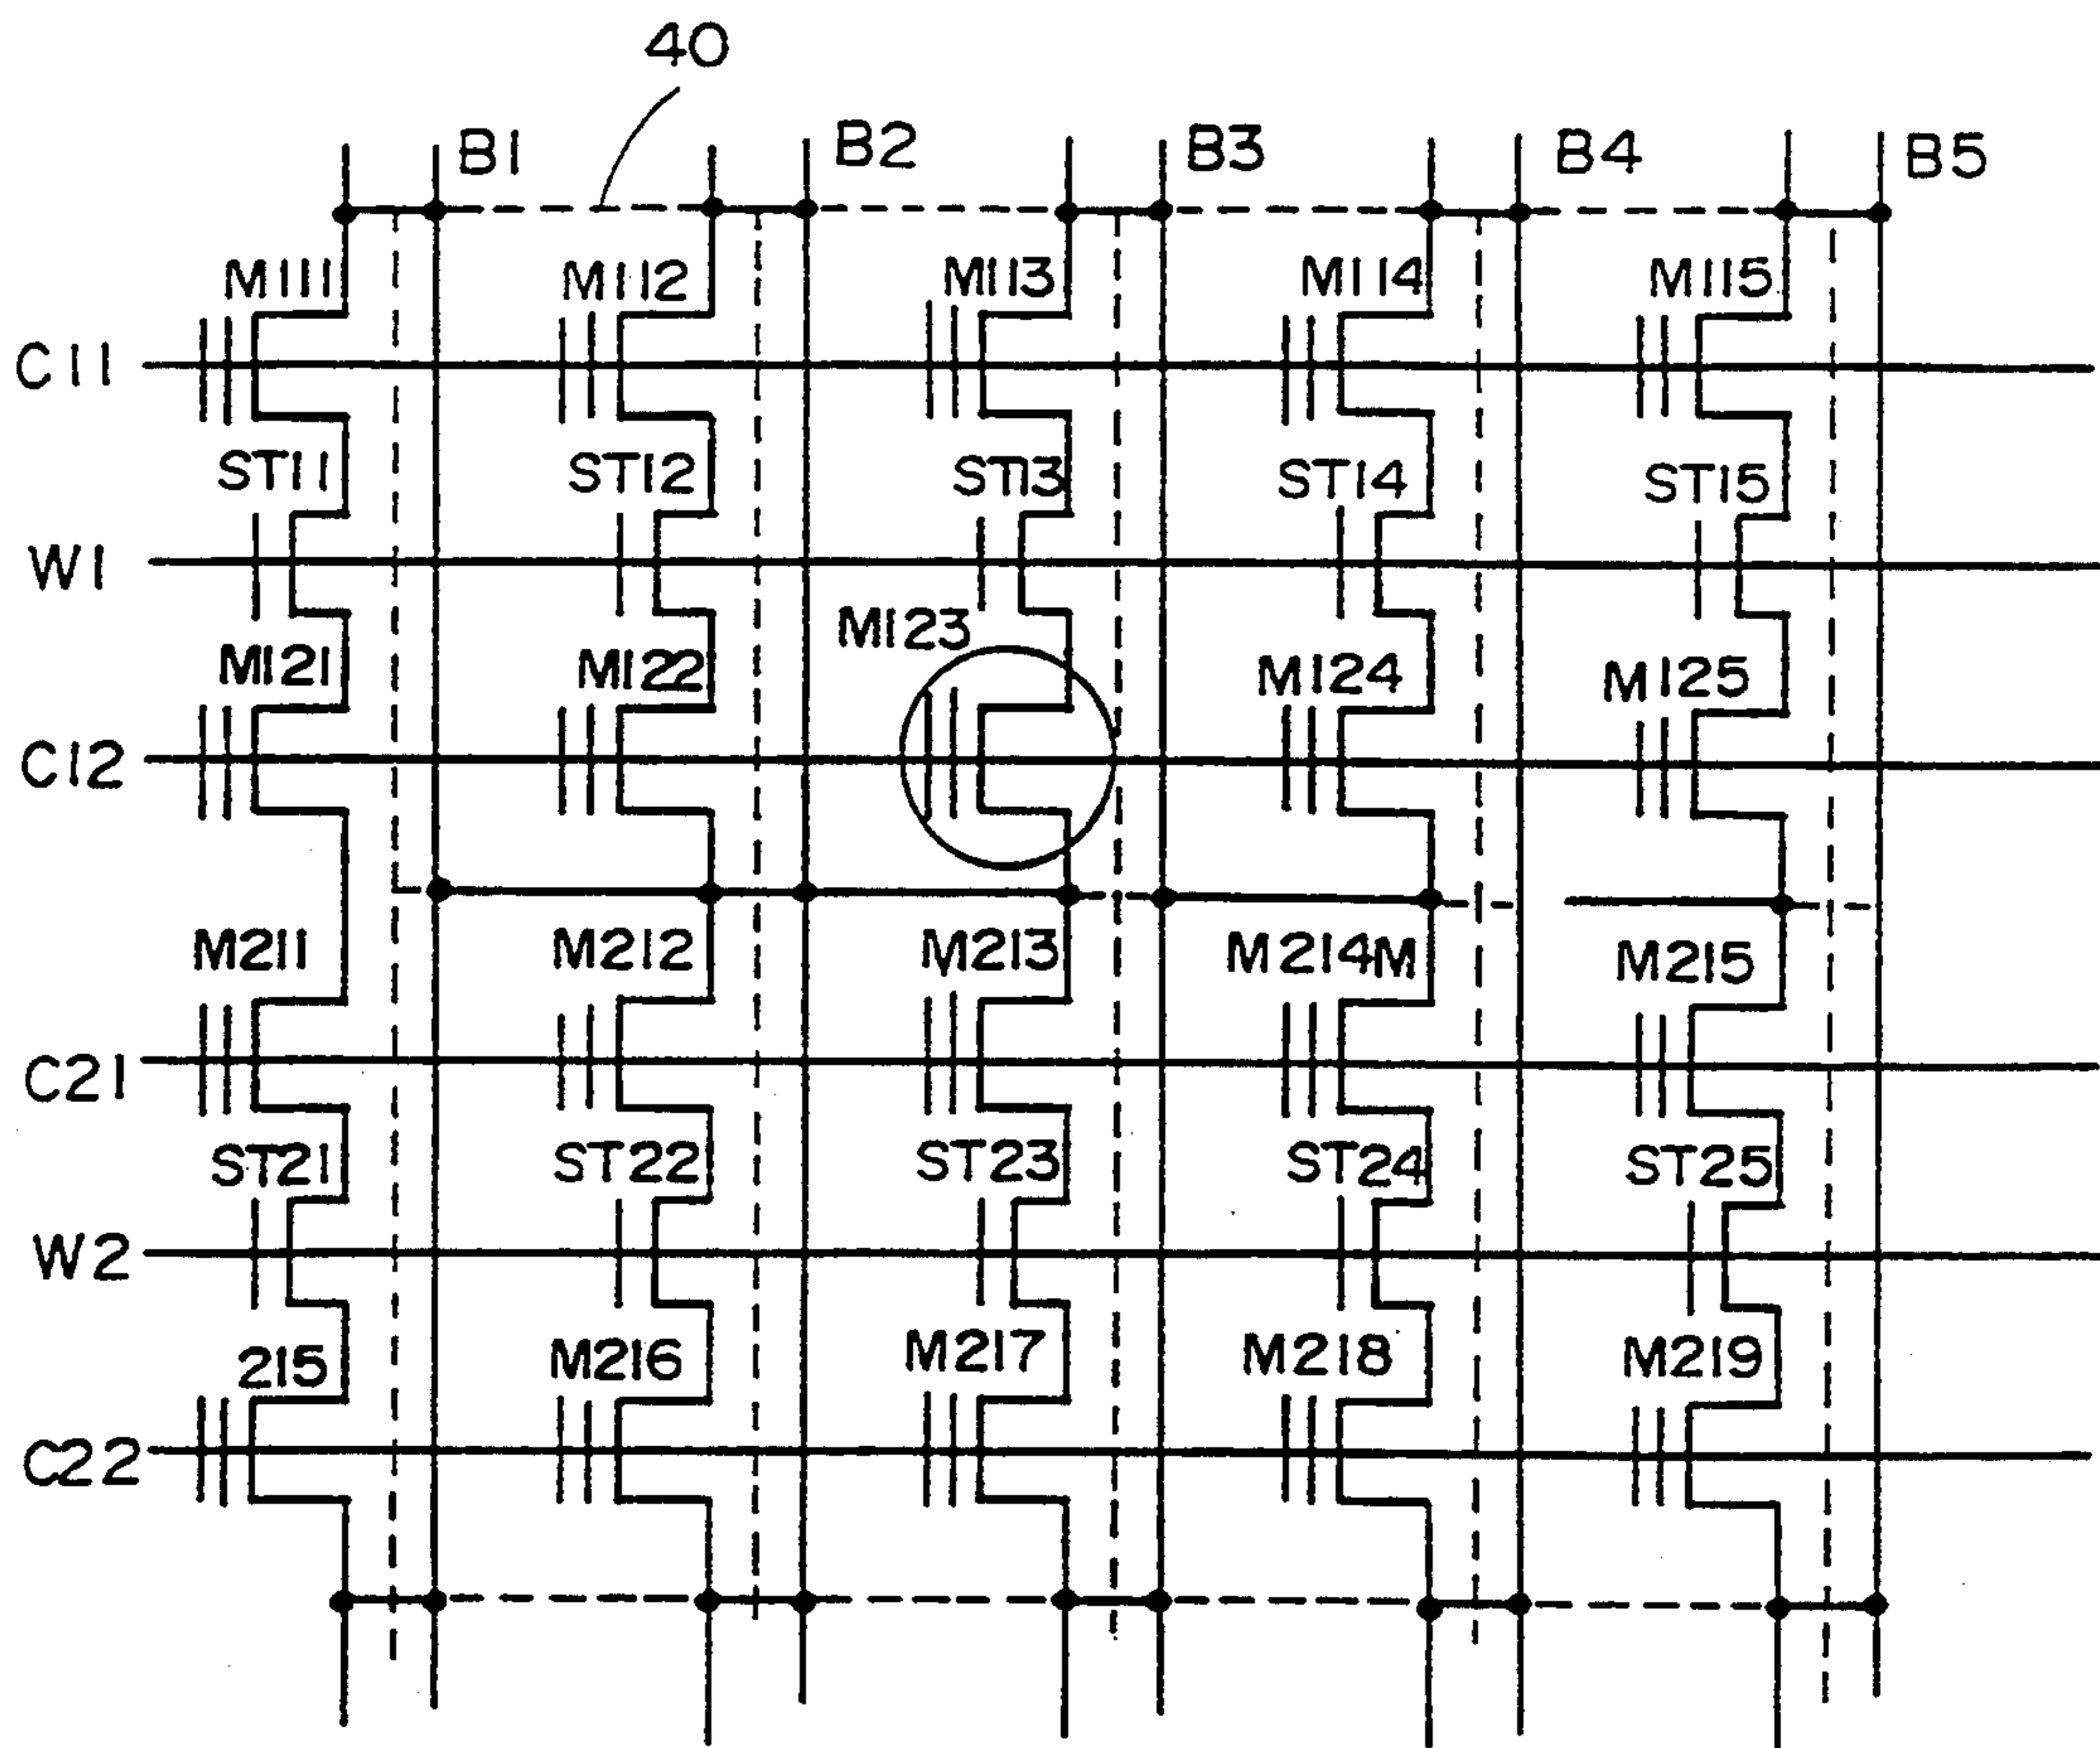 40
B1 B2 B3 B4 B5
M111 M112 M113 M114 M115
C11
ST11 ST12 ST13 ST14 ST15
W1
M123
M121 M122 M124 M125
C12
M211 M212 M213 M214M M215
C21
ST21 ST22 ST23 ST24 ST25
W2
215 M216 M217 M218 M219
C22